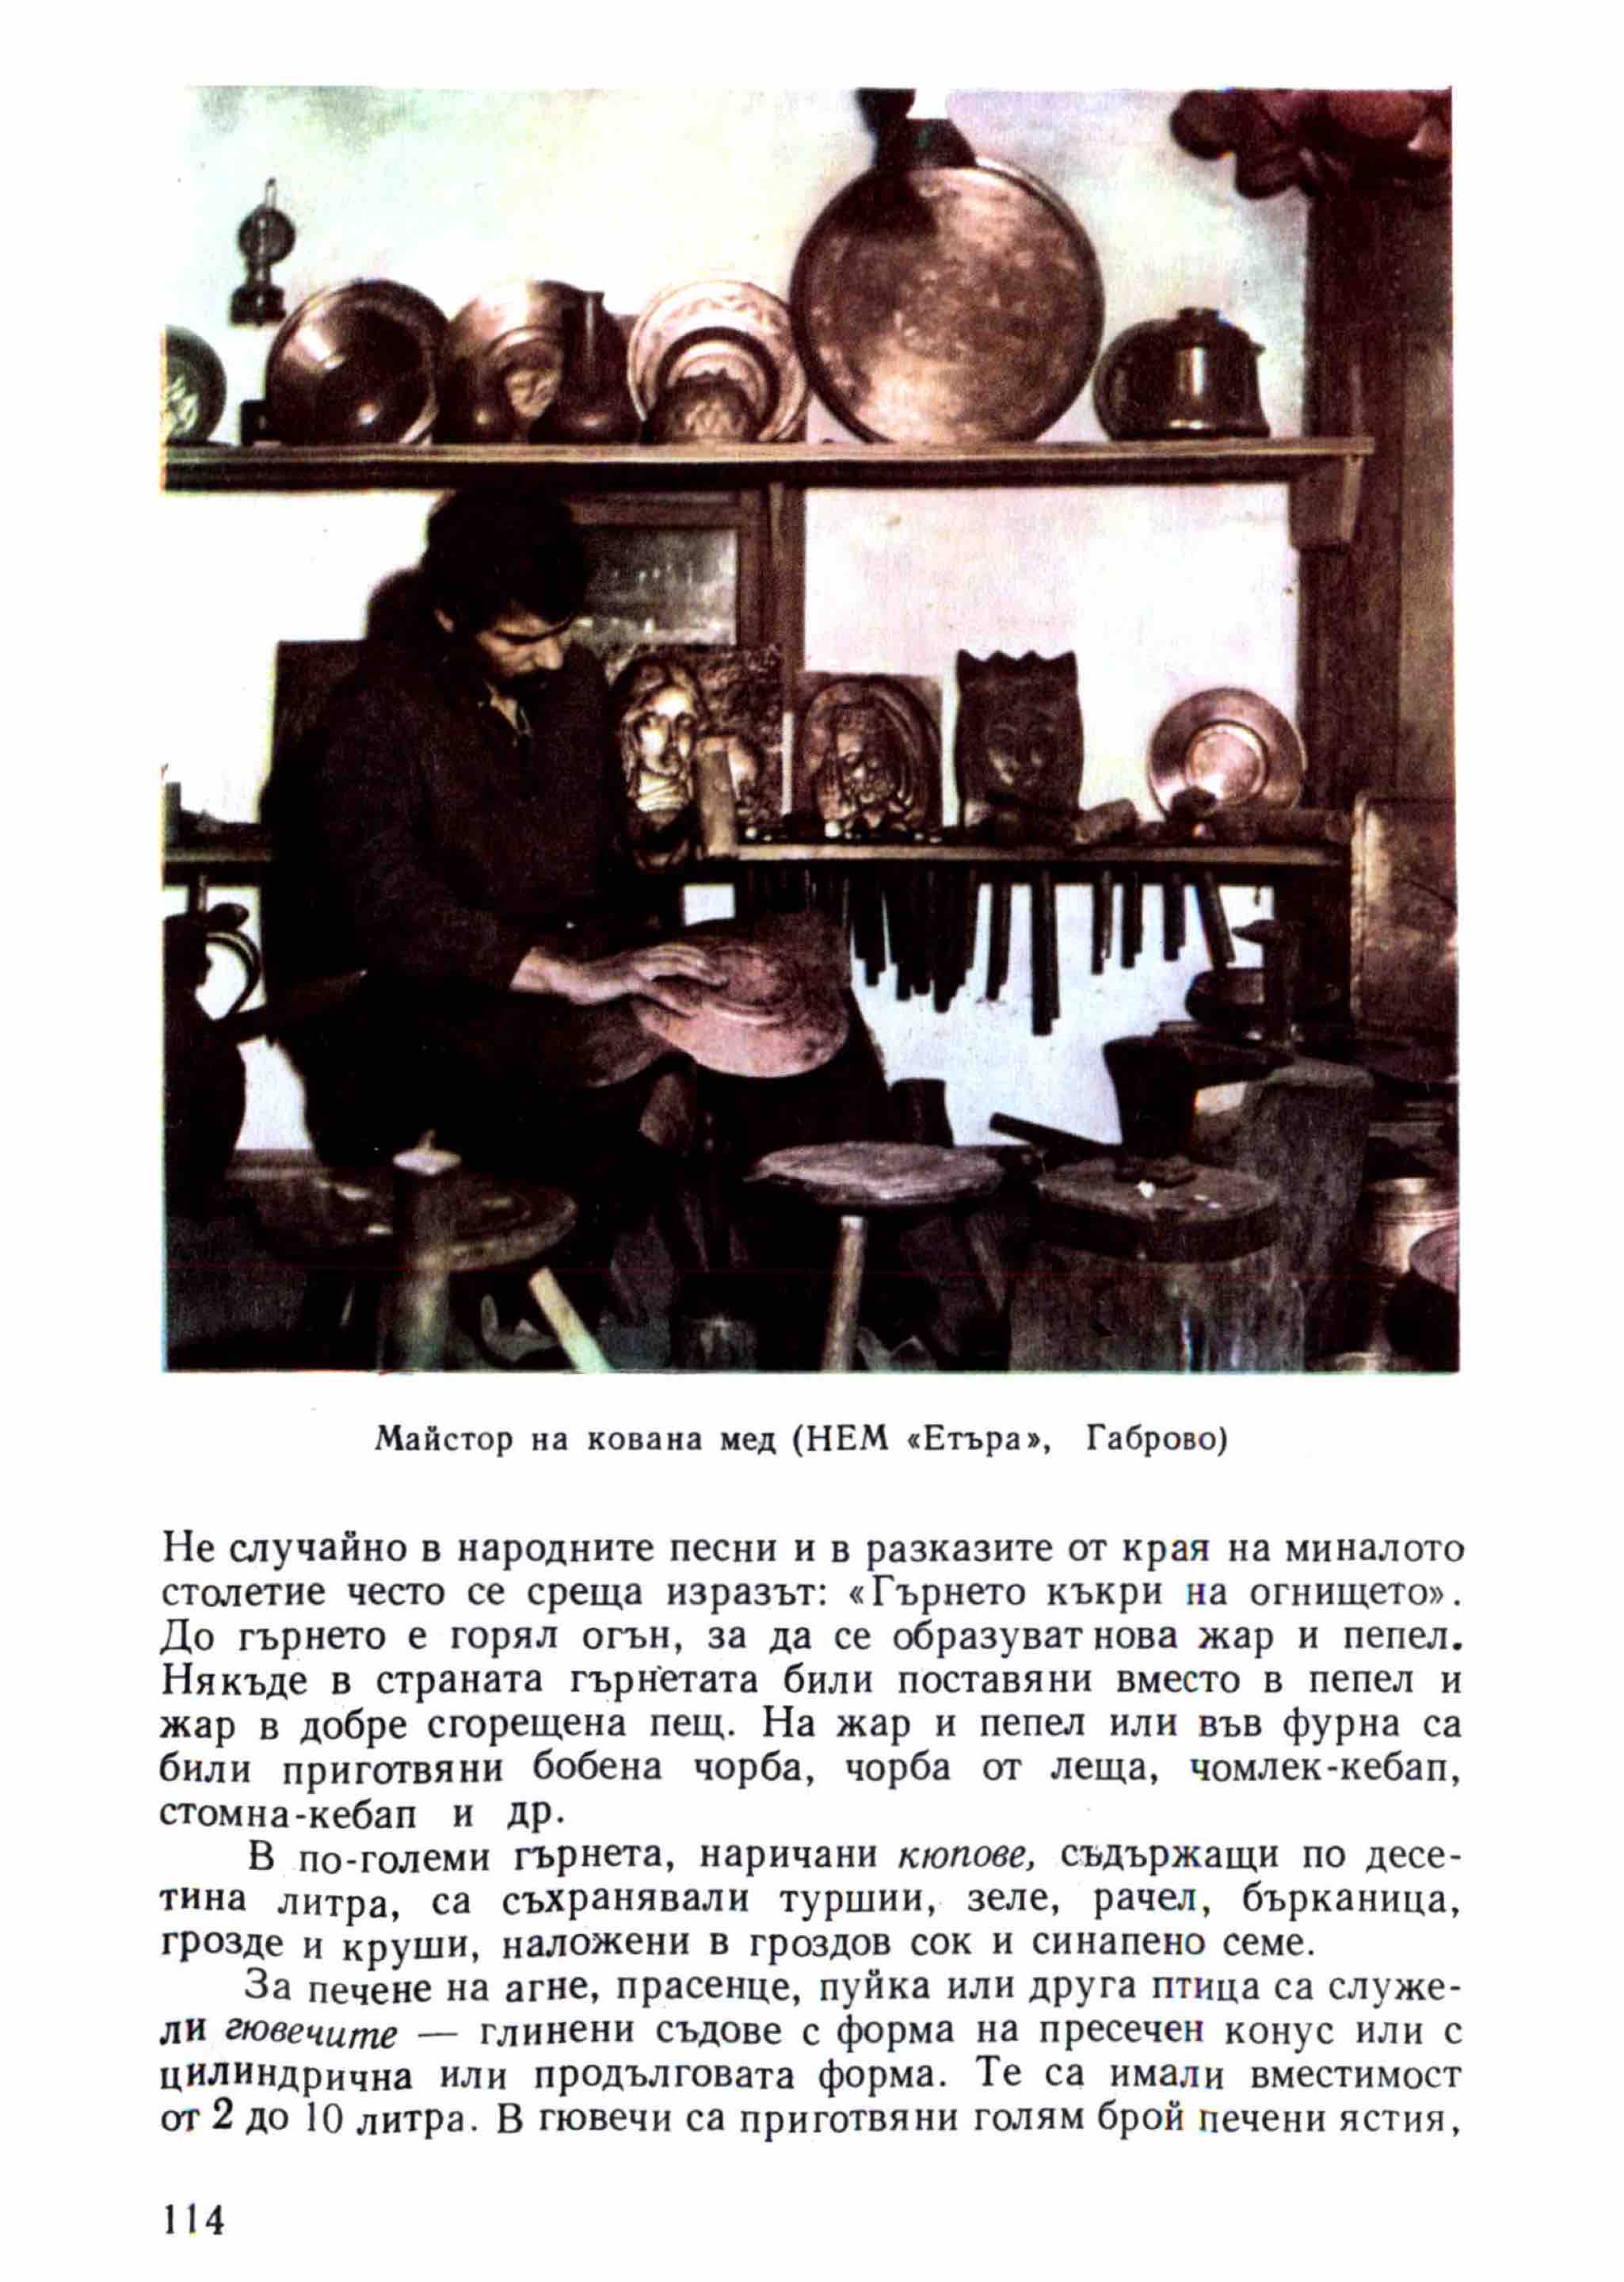 Майстор на кована мед (НЕМ «Етъра», Габрово)
Не случайно в народните песни и в разказите от края на миналото
столетие често се среща изразът: «Гърнето къкри на огнището».
До гърнето е горял огън, за да се образуват нова жар и пепел.
Някъде в страната гърнетата били поставяни вместо в пепел и
жар в добре сгорещена пещ. На жар и пепел или във фурна са
били приготвяни бобена чорба, чорба от леща, чомлек-кебап,
стомна-кебап и др.
В по-големи гърнета, наричани кюпове, съдържащи по десе-
тина литра, са съхранявали туршии, зеле, рачел, бърканица,
грозде и круши, наложени в гроздов сок и синапено семе.
За печене на агне, прасенце, пуйка или друга птица са служе-
ли гювечите — глинени съдове с форма на пресечен конус или с
цилиндрична или продълговата форма. Те са имали вместимост
от 2 до 10 литра. В гювечи са приготвяни голям брой печени ястия,
114